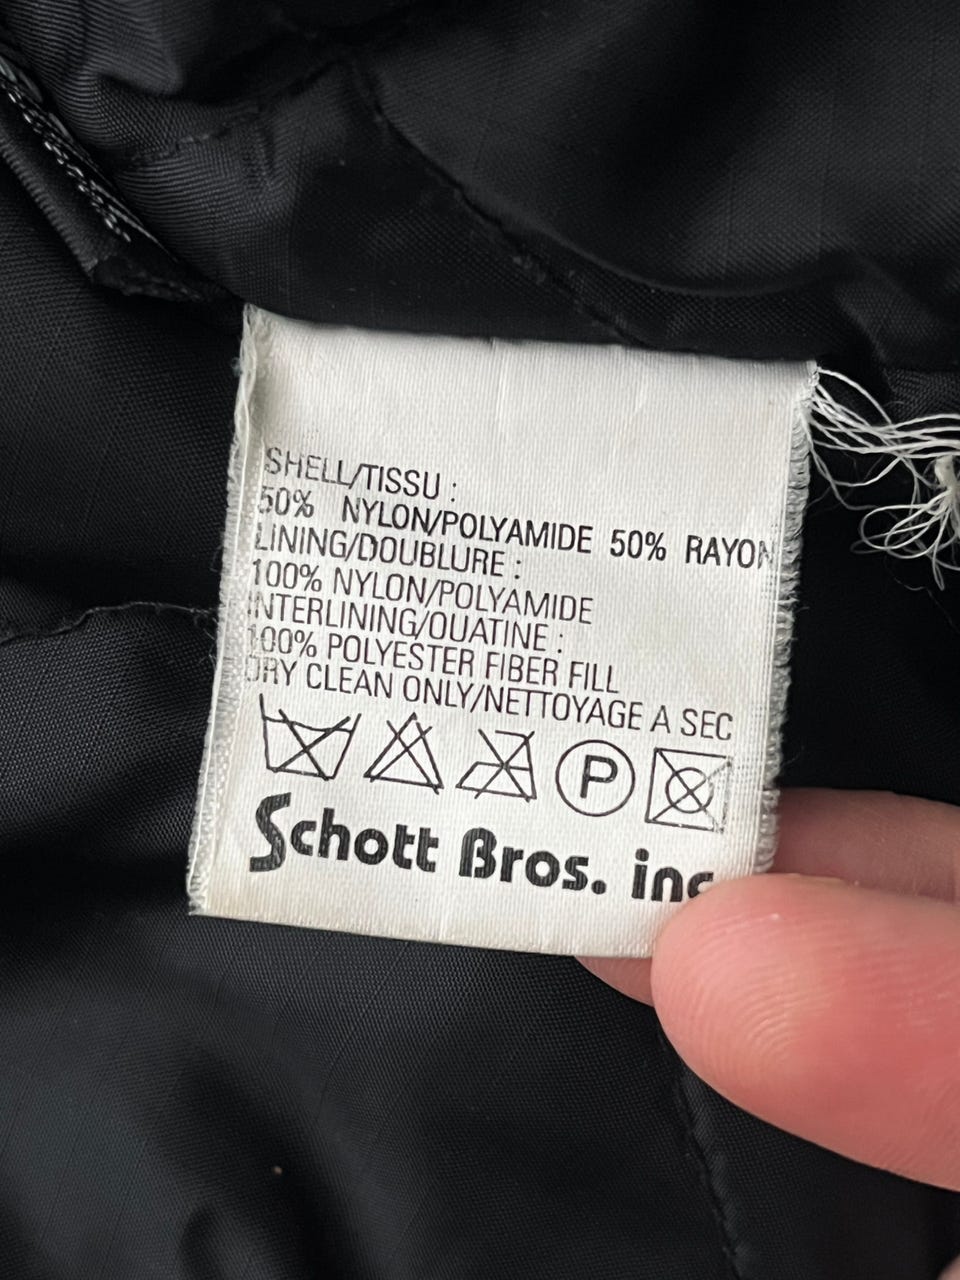 SHELL/TISSU :
50% NYLON/POLYAMIDE 50% RAYON
LINING/DOUBLURE :
100% NYLON/POLYAMIDE
INTERLINING/OUATINE :
100% POLYESTER FIBER FILL
DRY CLEAN ONLY/NETTOYAGE A SEC
P
Schott Bros. inc